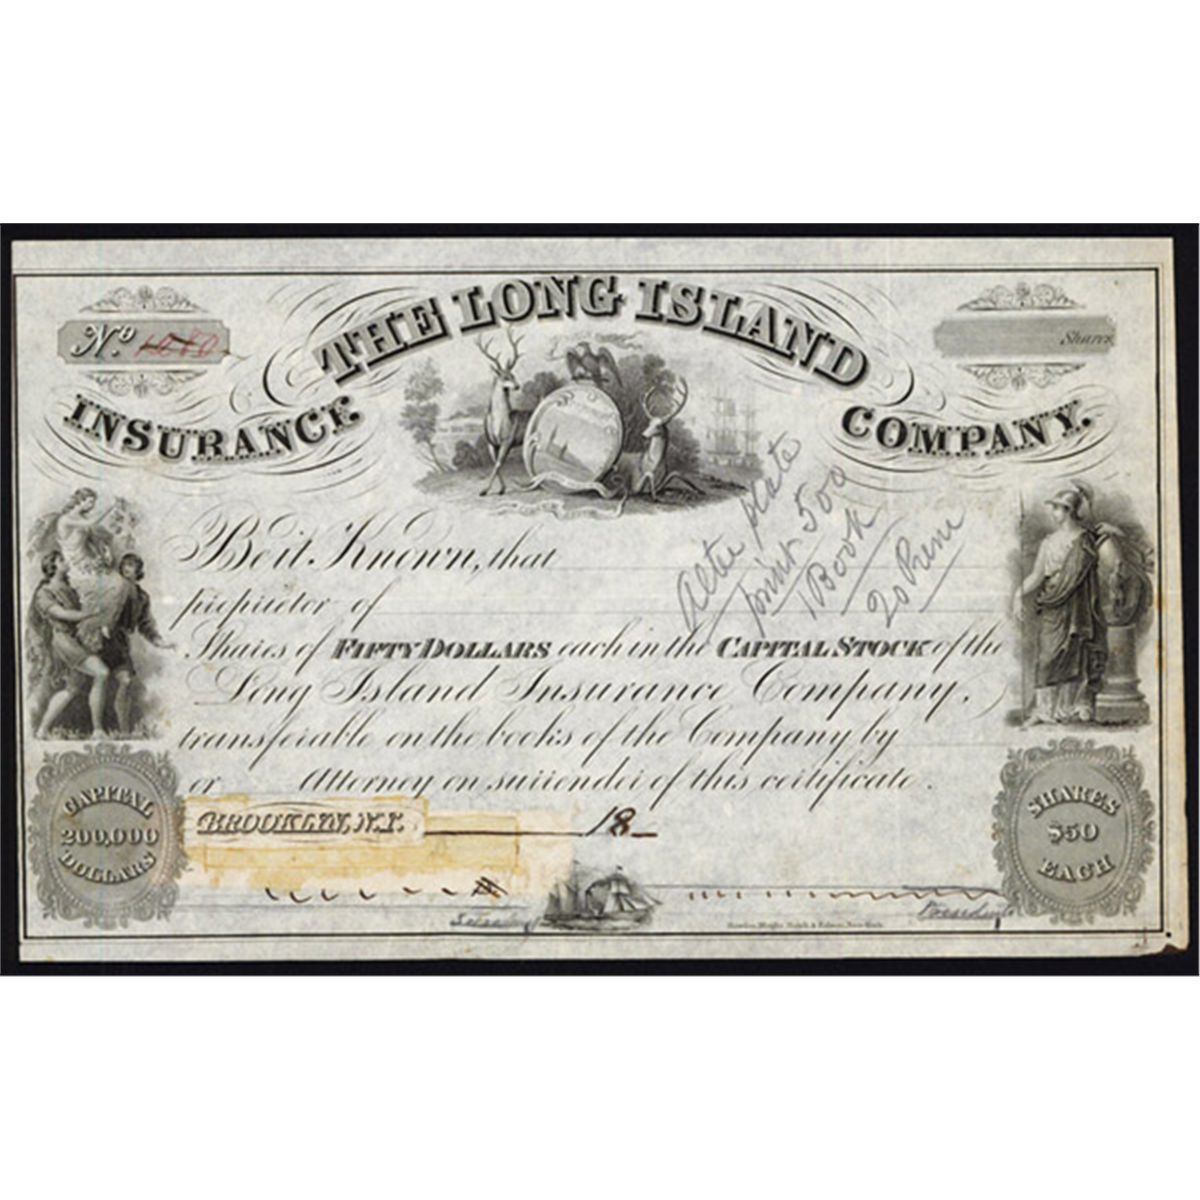 THE LONG ISLAND
INSURANCE COMPANY.
No. 1080
Shares
Be it Known, that
proprietor of
Shares of FIFTY DOLLARS each in the CAPITAL STOCK of the
Long Island Insurance Company,
transferable on the books of the Company by
or Attorney on surrender of this certificate.
Alter plate
print 500
1 Book
CAPITAL
200,000
DOLLARS
BROOKLYN, N.Y. 18
SHARES
$50
EACH
Secretary
President